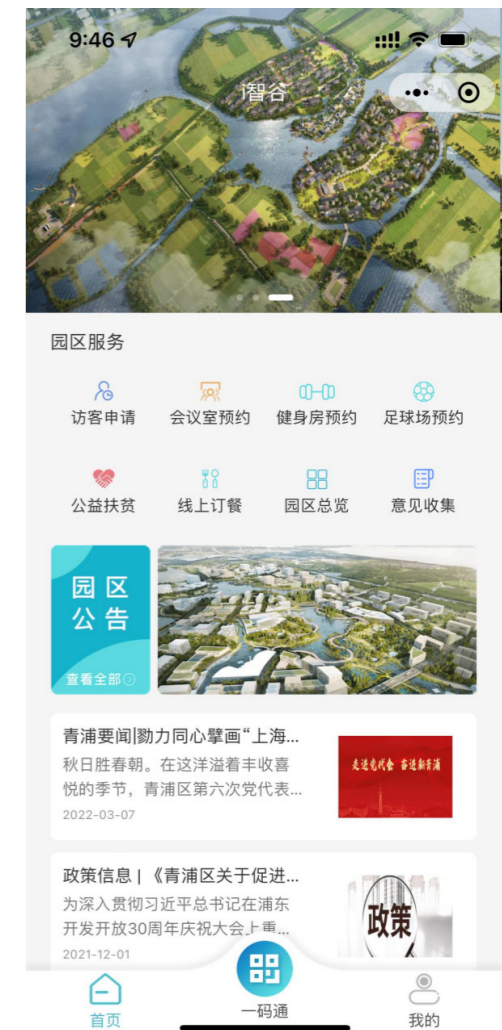 9:46
i智谷
园区服务
访客申请
会议室预约
健身房预约
足球场预约
公益扶贫
线上订餐
园区总览
意见收集
园区
公告
查看全部
青浦要闻|勠力同心擘画“上海...
秋日胜春朝。在这洋溢着丰收喜
悦的季节，青浦区第六次党代表...
2022-03-07
走进党代会 奋进新青浦
政策信息 | 《青浦区关于促进...
为深入贯彻习近平总书记在浦东
开发开放30周年庆祝大会上重...
2021-12-01
政策
首页
一码通
我的